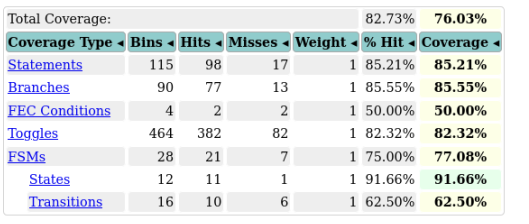 Total Coverage: 82.73% 76.03%
Coverage Type ◄ Bins ◄ Hits ◄ Misses ◄ Weight ◄ % Hit ◄ Coverage ◄
Statements 115 98 17 1 85.21% 85.21%
Branches 90 77 13 1 85.55% 85.55%
FEC Conditions 4 2 2 1 50.00% 50.00%
Toggles 464 382 82 1 82.32% 82.32%
FSMs 28 21 7 1 75.00% 77.08%
States 12 11 1 1 91.66% 91.66%
Transitions 16 10 6 1 62.50% 62.50%